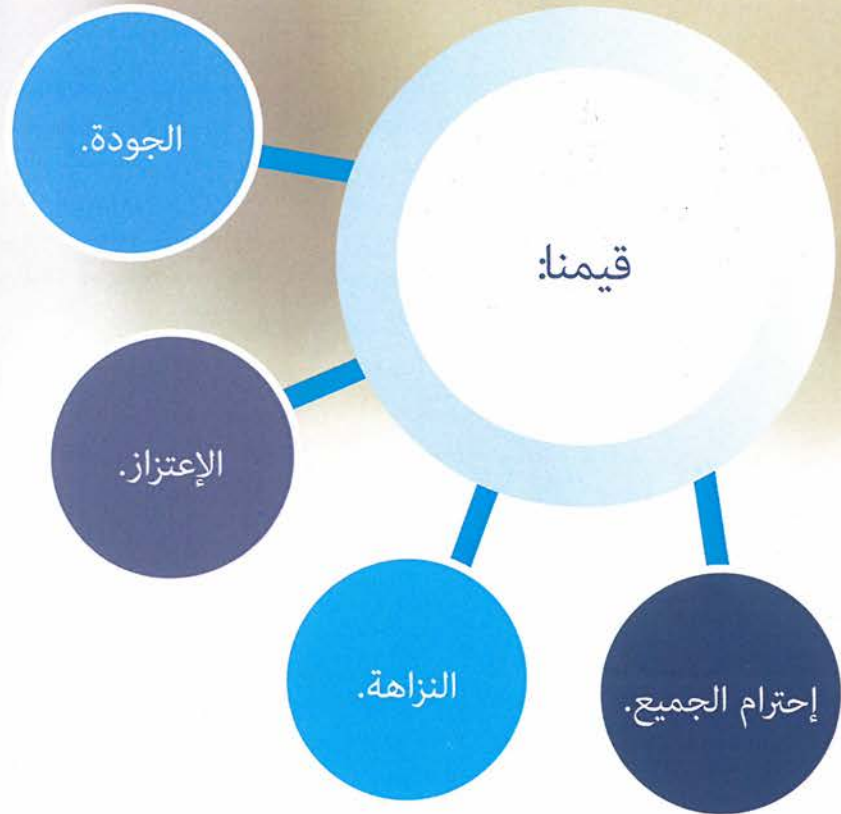 قيمنا:
الجودة.
الإعتزاز.
النزاهة.
إحترام الجميع.